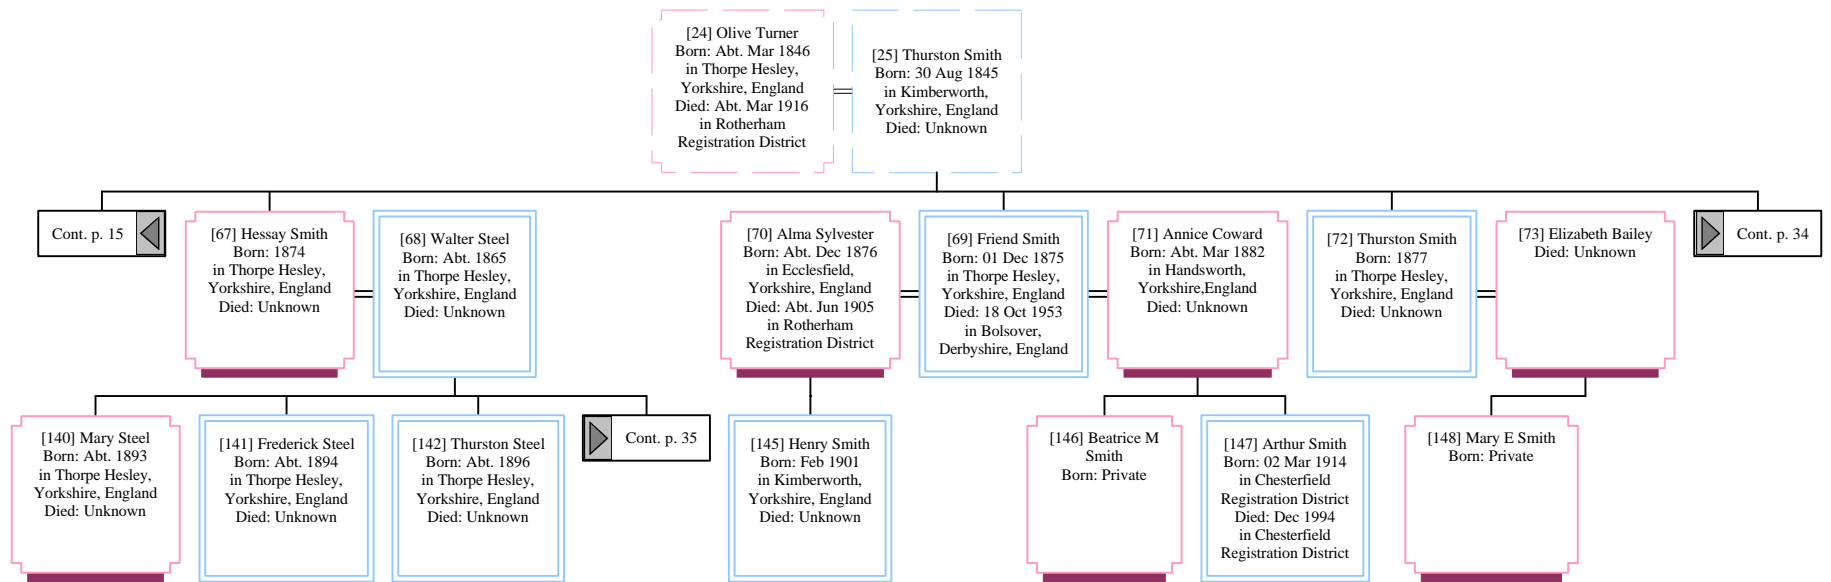 [24] Olive Turner
Born: Abt. Mar 1846
in Thorpe Hesley,
Yorkshire, England
Died: Abt. Mar 1916
in Rotherham
Registration District
[25] Thurston Smith
Born: 30 Aug 1845
in Kimberworth,
Yorkshire, England
Died: Unknown
Cont. p. 15
[67] Hessay Smith
Born: 1874
in Thorpe Hesley,
Yorkshire, England
Died: Unknown
[68] Walter Steel
Born: Abt. 1865
in Thorpe Hesley,
Yorkshire, England
Died: Unknown
[70] Alma Sylvester
Born: Abt. Dec 1876
in Ecclesfield,
Yorkshire, England
Died: Abt. Jun 1905
in Rotherham
Registration District
[69] Friend Smith
Born: 01 Dec 1875
in Thorpe Hesley,
Yorkshire, England
Died: 18 Oct 1953
in Bolsover,
Derbyshire, England
[71] Annice Coward
Born: Abt. Mar 1882
in Handsworth,
Yorkshire,England
Died: Unknown
[72] Thurston Smith
Born: 1877
in Thorpe Hesley,
Yorkshire, England
Died: Unknown
[73] Elizabeth Bailey
Died: Unknown
Cont. p. 34
[140] Mary Steel
Born: Abt. 1893
in Thorpe Hesley,
Yorkshire, England
Died: Unknown
[141] Frederick Steel
Born: Abt. 1894
in Thorpe Hesley,
Yorkshire, England
Died: Unknown
[142] Thurston Steel
Born: Abt. 1896
in Thorpe Hesley,
Yorkshire, England
Died: Unknown
Cont. p. 35
[145] Henry Smith
Born: Feb 1901
in Kimberworth,
Yorkshire, England
Died: Unknown
[146] Beatrice M
Smith
Born: Private
[147] Arthur Smith
Born: 02 Mar 1914
in Chesterfield
Registration District
Died: Dec 1994
in Chesterfield
Registration District
[148] Mary E Smith
Born: Private